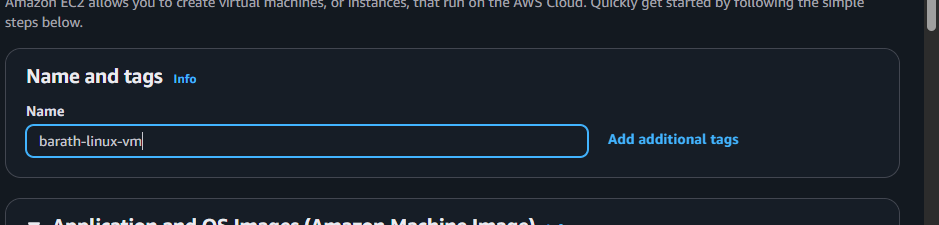 Amazon EC2 allows you to create virtual machines, or instances, that run on the AWS Cloud. Quickly get started by following the simple
steps below.
Name and tags Info
Name
barath-linux-vm
Add additional tags
Application and OS Images (Amazon Machine Image)